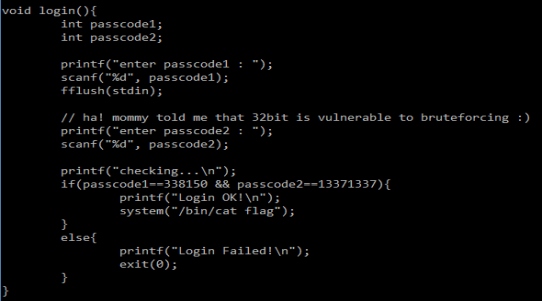 void login(){
        int passcode1;
        int passcode2;

        printf("enter passcode1 : ");
        scanf("%d", passcode1);
        fflush(stdin);

        // ha! mommy told me that 32bit is vulnerable to bruteforcing :)
        printf("enter passcode2 : ");
        scanf("%d", passcode2);

        printf("checking...\n");
        if(passcode1==338150 && passcode2==13371337){
                printf("Login OK!\n");
                system("/bin/cat flag");
        }
        else{
                printf("Login Failed!\n");
                exit(0);
        }
}